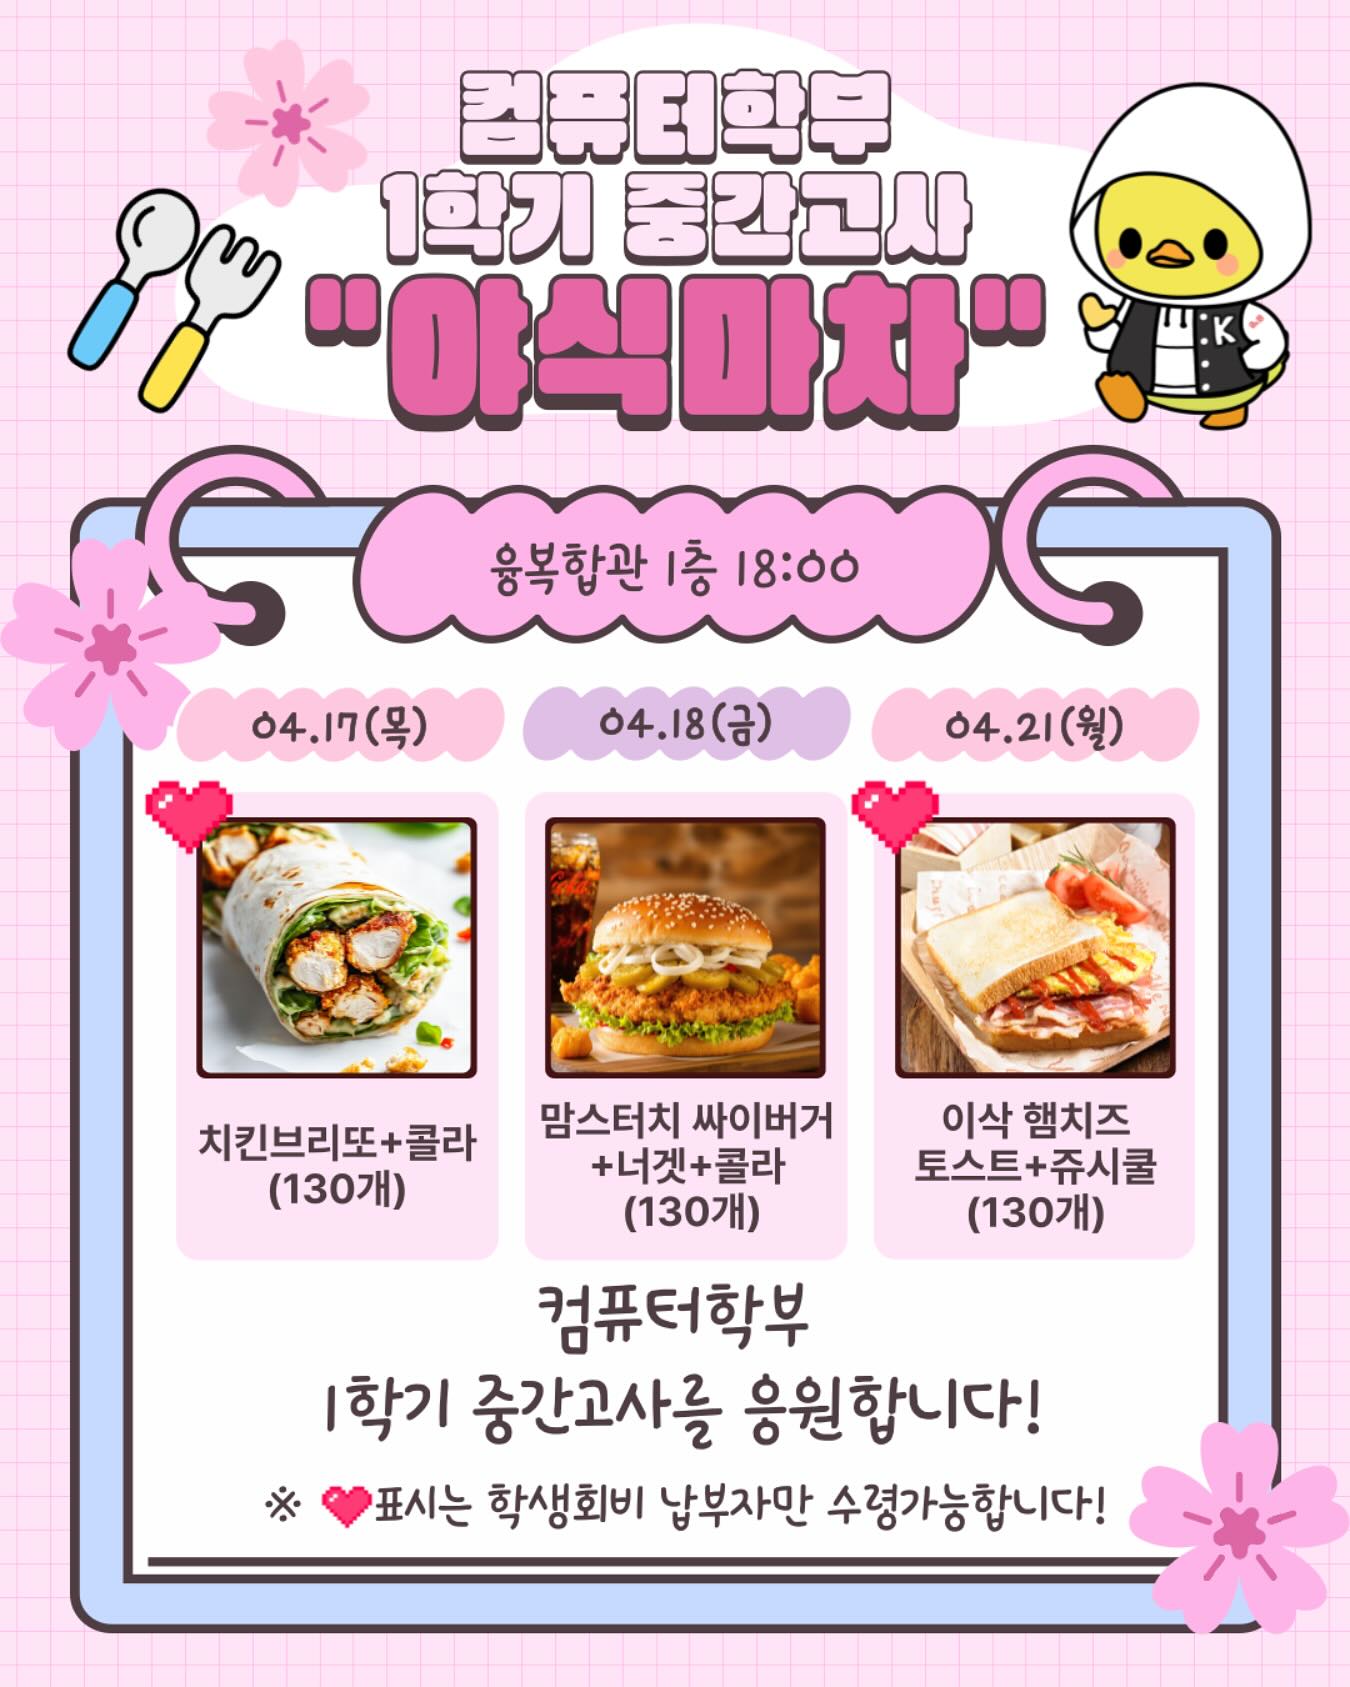 컴퓨터학부
1학기 중간고사
"야식마차"
K
융복합관 1층 18:00
04.17(목)
04.18(금)
04.21(월)
치킨브리또+콜라
(130개)
맘스터치 싸이버거
+너겟+콜라
(130개)
이삭 햄치즈
토스트+쥬시쿨
(130개)
컴퓨터학부
1학기 중간고사를 응원합니다!
※ ❤표시는 학생회비 납부자만 수령가능합니다!